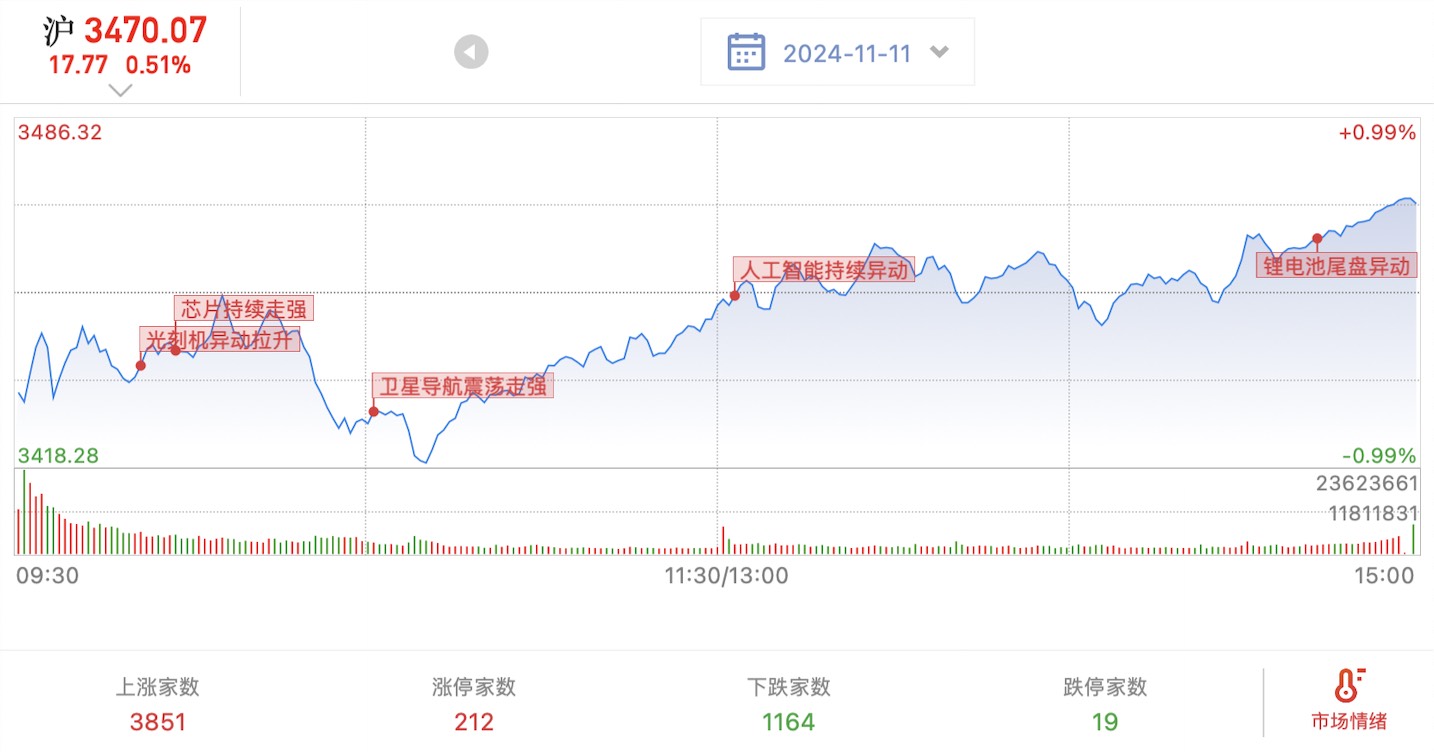 沪 3470.07
17.77 0.51%
2024-11-11
3486.32
+0.99%
人工智能持续异动
锂电池尾盘异动
芯片持续走强
光刻机异动拉升
卫星导航震荡走强
3418.28
-0.99%
23623661
11811831
09:30
11:30/13:00
15:00
上涨家数
涨停家数
下跌家数
跌停家数
3851
212
1164
19
市场情绪